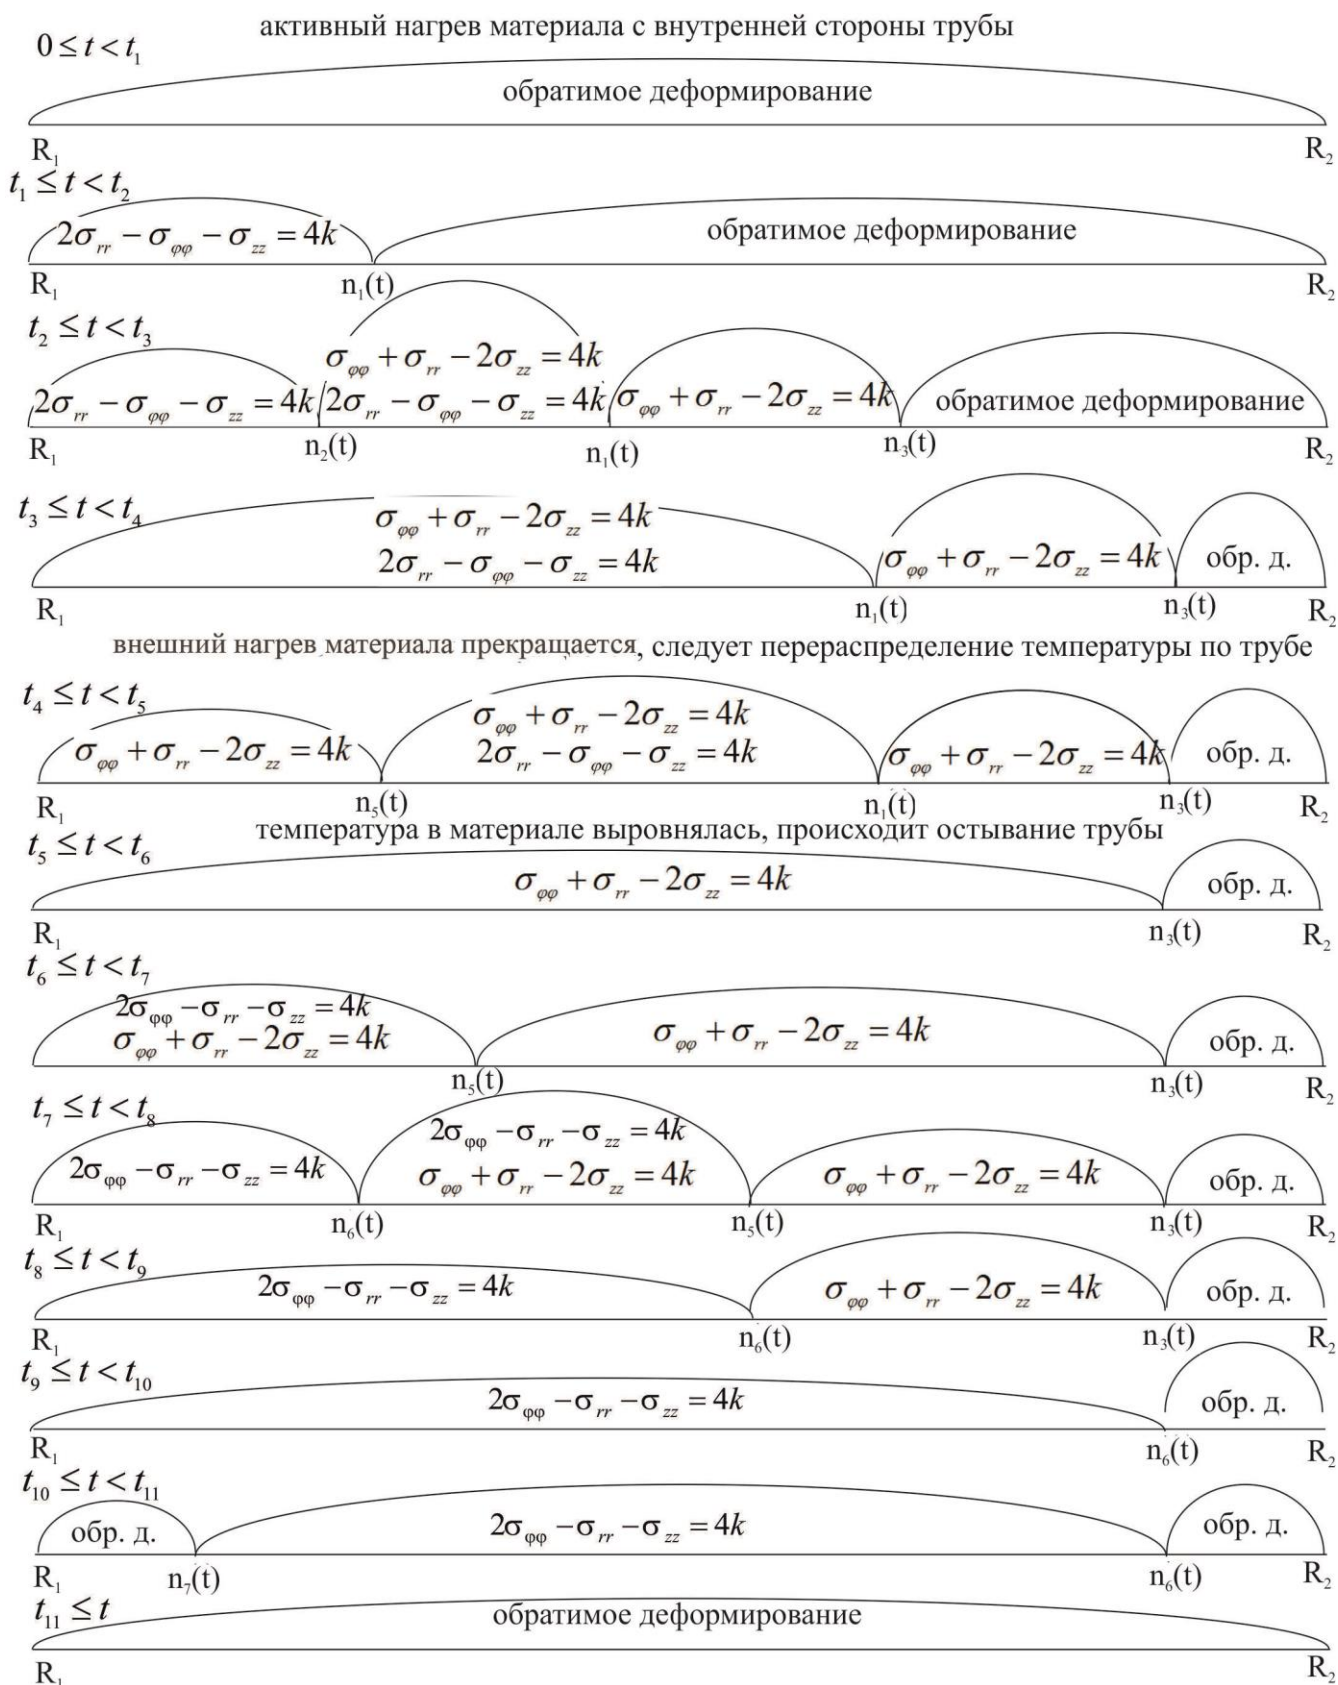 активный нагрев материала с внутренней стороны трубы
0 ≤ t < t₁
обратимое деформирование
R₁ R₂
t₁ ≤ t < t₂
2σ_rr − σ_φφ − σ_zz = 4k обратимое деформирование
R₁ n₁(t) R₂
t₂ ≤ t < t₃
σ_φφ + σ_rr − 2σ_zz = 4k
2σ_rr − σ_φφ − σ_zz = 4k 2σ_rr − σ_φφ − σ_zz = 4k σ_φφ + σ_rr − 2σ_zz = 4k обратимое деформирование
R₁ n₂(t) n₁(t) n₃(t) R₂
t₃ ≤ t < t₄
σ_φφ + σ_rr − 2σ_zz = 4k
2σ_rr − σ_φφ − σ_zz = 4k σ_φφ + σ_rr − 2σ_zz = 4k обр. д.
R₁ n₁(t) n₃(t) R₂
внешний нагрев материала прекращается, следует перераспределение температуры по трубе
t₄ ≤ t < t₅
σ_φφ + σ_rr − 2σ_zz = 4k
σ_φφ + σ_rr − 2σ_zz = 4k 2σ_rr − σ_φφ − σ_zz = 4k σ_φφ + σ_rr − 2σ_zz = 4k обр. д.
R₁ n₅(t) n₁(t) n₃(t) R₂
температура в материале выровнялась, происходит остывание трубы
t₅ ≤ t < t₆
σ_φφ + σ_rr − 2σ_zz = 4k обр. д.
R₁ n₃(t) R₂
t₆ ≤ t < t₇
2σ_φφ − σ_rr − σ_zz = 4k
σ_φφ + σ_rr − 2σ_zz = 4k σ_φφ + σ_rr − 2σ_zz = 4k обр. д.
R₁ n₅(t) n₃(t) R₂
t₇ ≤ t < t₈
2σ_φφ − σ_rr − σ_zz = 4k
2σ_φφ − σ_rr − σ_zz = 4k σ_φφ + σ_rr − 2σ_zz = 4k σ_φφ + σ_rr − 2σ_zz = 4k обр. д.
R₁ n₆(t) n₅(t) n₃(t) R₂
t₈ ≤ t < t₉
2σ_φφ − σ_rr − σ_zz = 4k σ_φφ + σ_rr − 2σ_zz = 4k обр. д.
R₁ n₆(t) n₃(t) R₂
t₉ ≤ t < t₁₀
2σ_φφ − σ_rr − σ_zz = 4k обр. д.
R₁ n₆(t) R₂
t₁₀ ≤ t < t₁₁
обр. д. 2σ_φφ − σ_rr − σ_zz = 4k обр. д.
R₁ n₇(t) n₆(t) R₂
t₁₁ ≤ t
обратимое деформирование
R₁ R₂